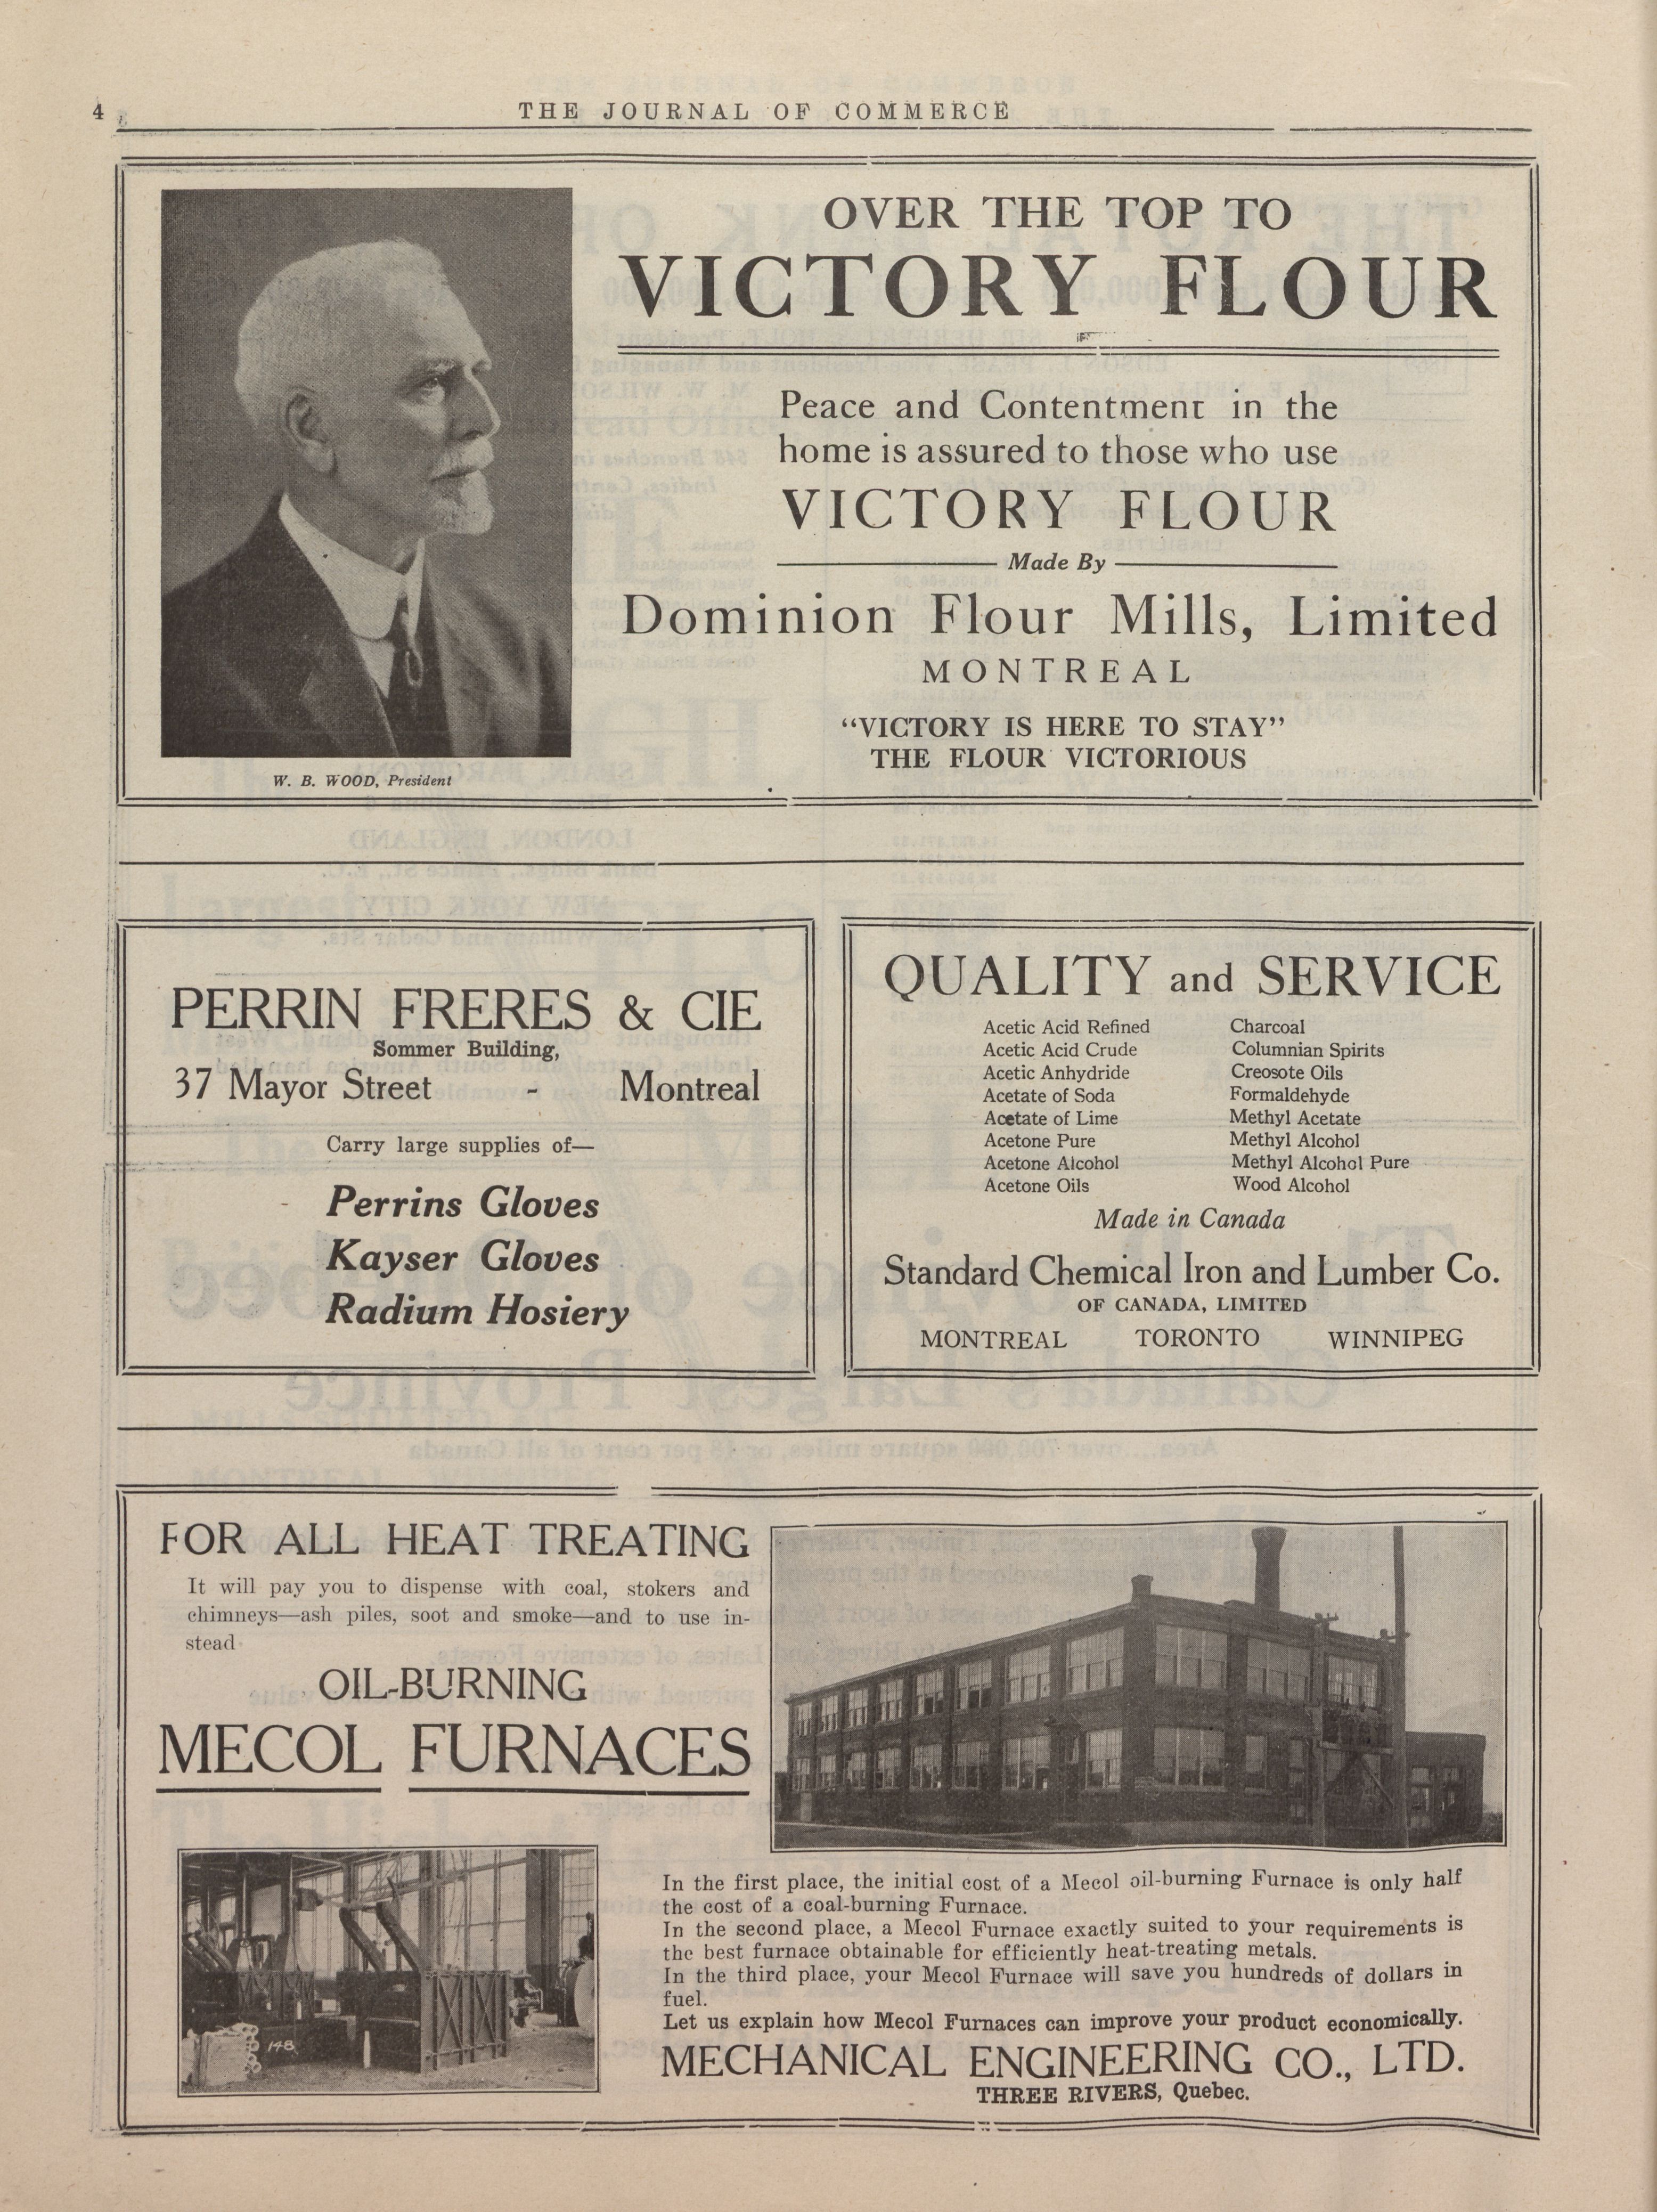 4
THE JOURNAL OF COMMERCE
OVER THE TOP TO
VICTORY FLOUR
Peace and Contentment in the
home is assured to those who use
VICTORY FLOUR
Made By
Dominion Flour Mills, Limited
MONTREAL
“VICTORY IS HERE TO STAY”
THE FLOUR VICTORIOUS
W. B. WOOD, President
PERRIN FRERES & CIE
Sommer Building,
37 Mayor Street - Montreal
Carry large supplies of—
Perrins Gloves
Kayser Gloves
Radium Hosiery
QUALITY and SERVICE
Acetic Acid Refined
Acetic Acid Crude
Acetic Anhydride
Acetate of Soda
Acetate of Lime
Acetone Pure
Acetone Alcohol
Acetone Oils
Charcoal
Columnian Spirits
Creosote Oils
Formaldehyde
Methyl Acetate
Methyl Alcohol
Methyl Alcohol Pure
Wood Alcohol
Made in Canada
Standard Chemical Iron and Lumber Co.
OF CANADA, LIMITED
MONTREAL TORONTO WINNIPEG
FOR ALL HEAT TREATING
It will pay you to dispense with coal, stokers and
chimneys—ash piles, soot and smoke—and to use in-
stead
OIL-BURNING
MECOL FURNACES
148
In the first place, the initial cost of a Mecol oil-burning Furnace is only half
the cost of a coal-burning Furnace.
In the second place, a Mecol Furnace exactly suited to your requirements is
the best furnace obtainable for efficiently heat-treating metals.
In the third place, your Mecol Furnace will save you hundreds of dollars in
fuel.
Let us explain how Mecol Furnaces can improve your product economically.
MECHANICAL ENGINEERING CO., LTD.
THREE RIVERS, Quebec.